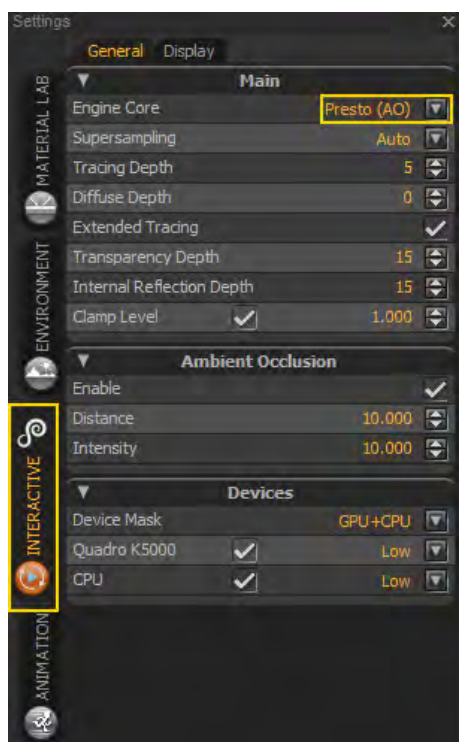 Settings
General Display
Main
Engine Core Presto (AO)
Supersampling Auto
Tracing Depth 5
Diffuse Depth 0
Extended Tracing
Transparency Depth 15
Internal Reflection Depth 15
Clamp Level 1.000
Ambient Occlusion
Enable
Distance 10.000
Intensity 10.000
Devices
Device Mask GPU+CPU
Quadro K5000 Low
CPU Low
MATERIAL LAB
ENVIRONMENT
INTERACTIVE
ANIMATION